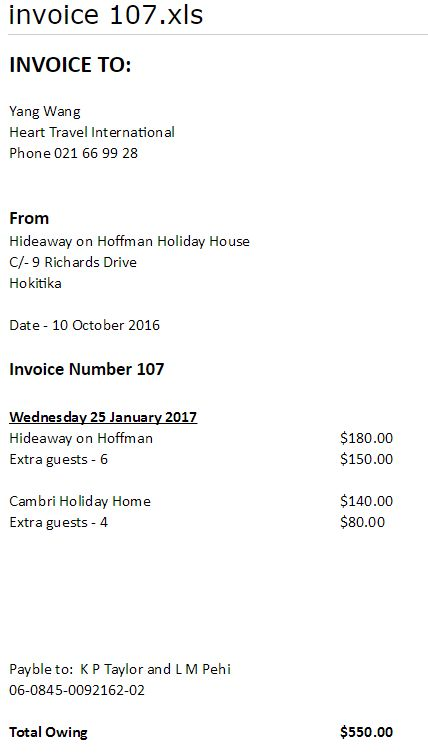 invoice 107.xls
INVOICE TO:
Yang Wang
Heart Travel International
Phone 021 66 99 28
From
Hideaway on Hoffman Holiday House
C/- 9 Richards Drive
Hokitika
Date - 10 October 2016
Invoice Number 107
Wednesday 25 January 2017
Hideaway on Hoffman $180.00
Extra guests - 6 $150.00
Cambri Holiday Home $140.00
Extra guests - 4 $80.00
Payble to:  K P Taylor and L M Pehi
06-0845-0092162-02
Total Owing $550.00